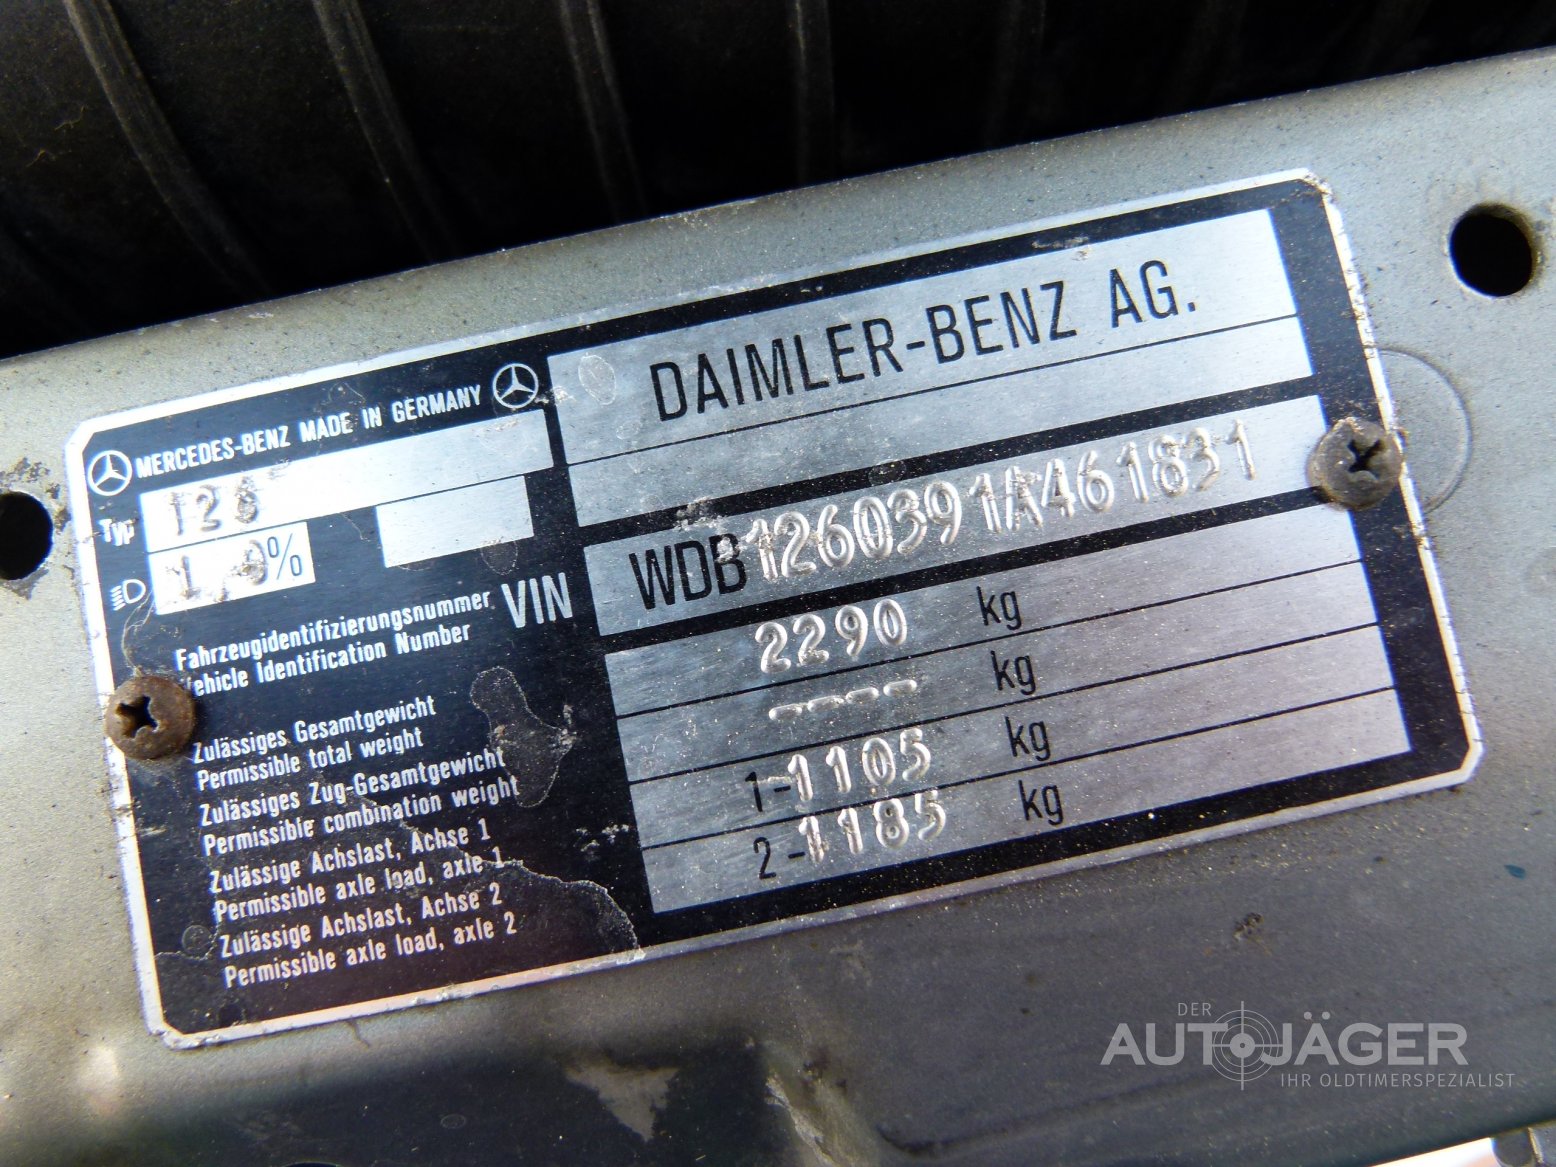 MERCEDES-BENZ MADE IN GERMANY
DAIMLER-BENZ AG.
Typ 126
1,0%
Fahrzeugidentifizierungsnummer
Vehicle Identification Number
VIN WDB1260391A461831
Zulässiges Gesamtgewicht
Permissible total weight
2290 kg
Zulässiges Zug-Gesamtgewicht
Permissible combination weight
---- kg
Zulässige Achslast, Achse 1
Permissible axle load, axle 1
1-1105 kg
Zulässige Achslast, Achse 2
Permissible axle load, axle 2
2-1185 kg
DER
AUTOJÄGER
IHR OLDTIMERSPEZIALIST